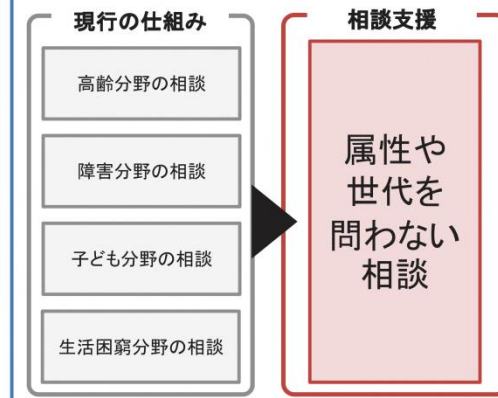 現行の仕組み
高齢分野の相談
障害分野の相談
子ども分野の相談
生活困窮分野の相談
相談支援
属性や
世代を
問わない
相談